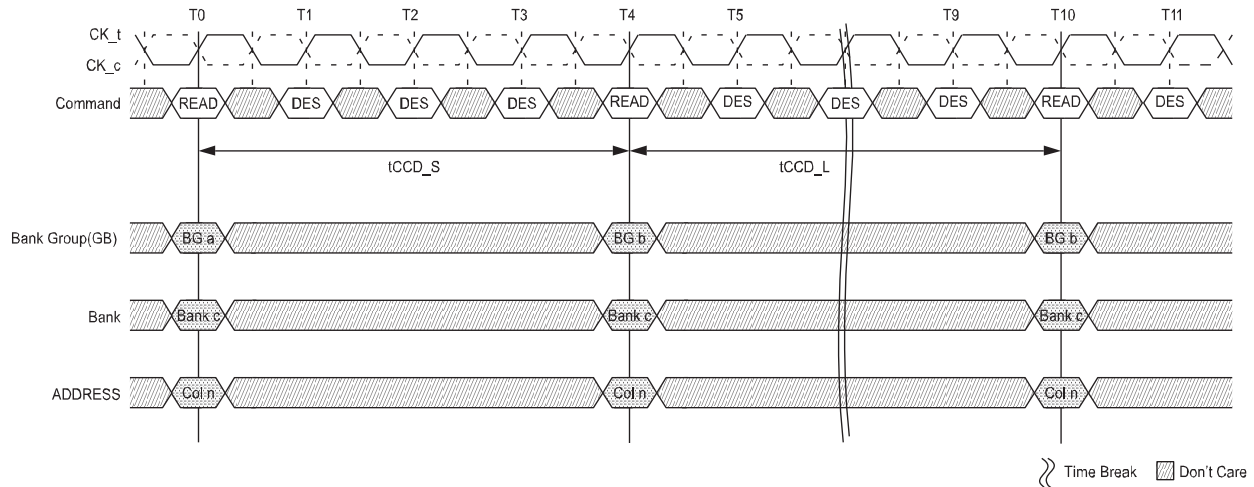 T0 T1 T2 T3 T4 T5 T9 T10 T11
CK_t
CK_c
Command READ DES DES DES READ DES DES DES READ DES
tCCD_S tCCD_L
Bank Group(GB) BG a BG b BG b
Bank Bank c Bank c Bank c
ADDRESS Col n Col n Col n
Time Break Don't Care